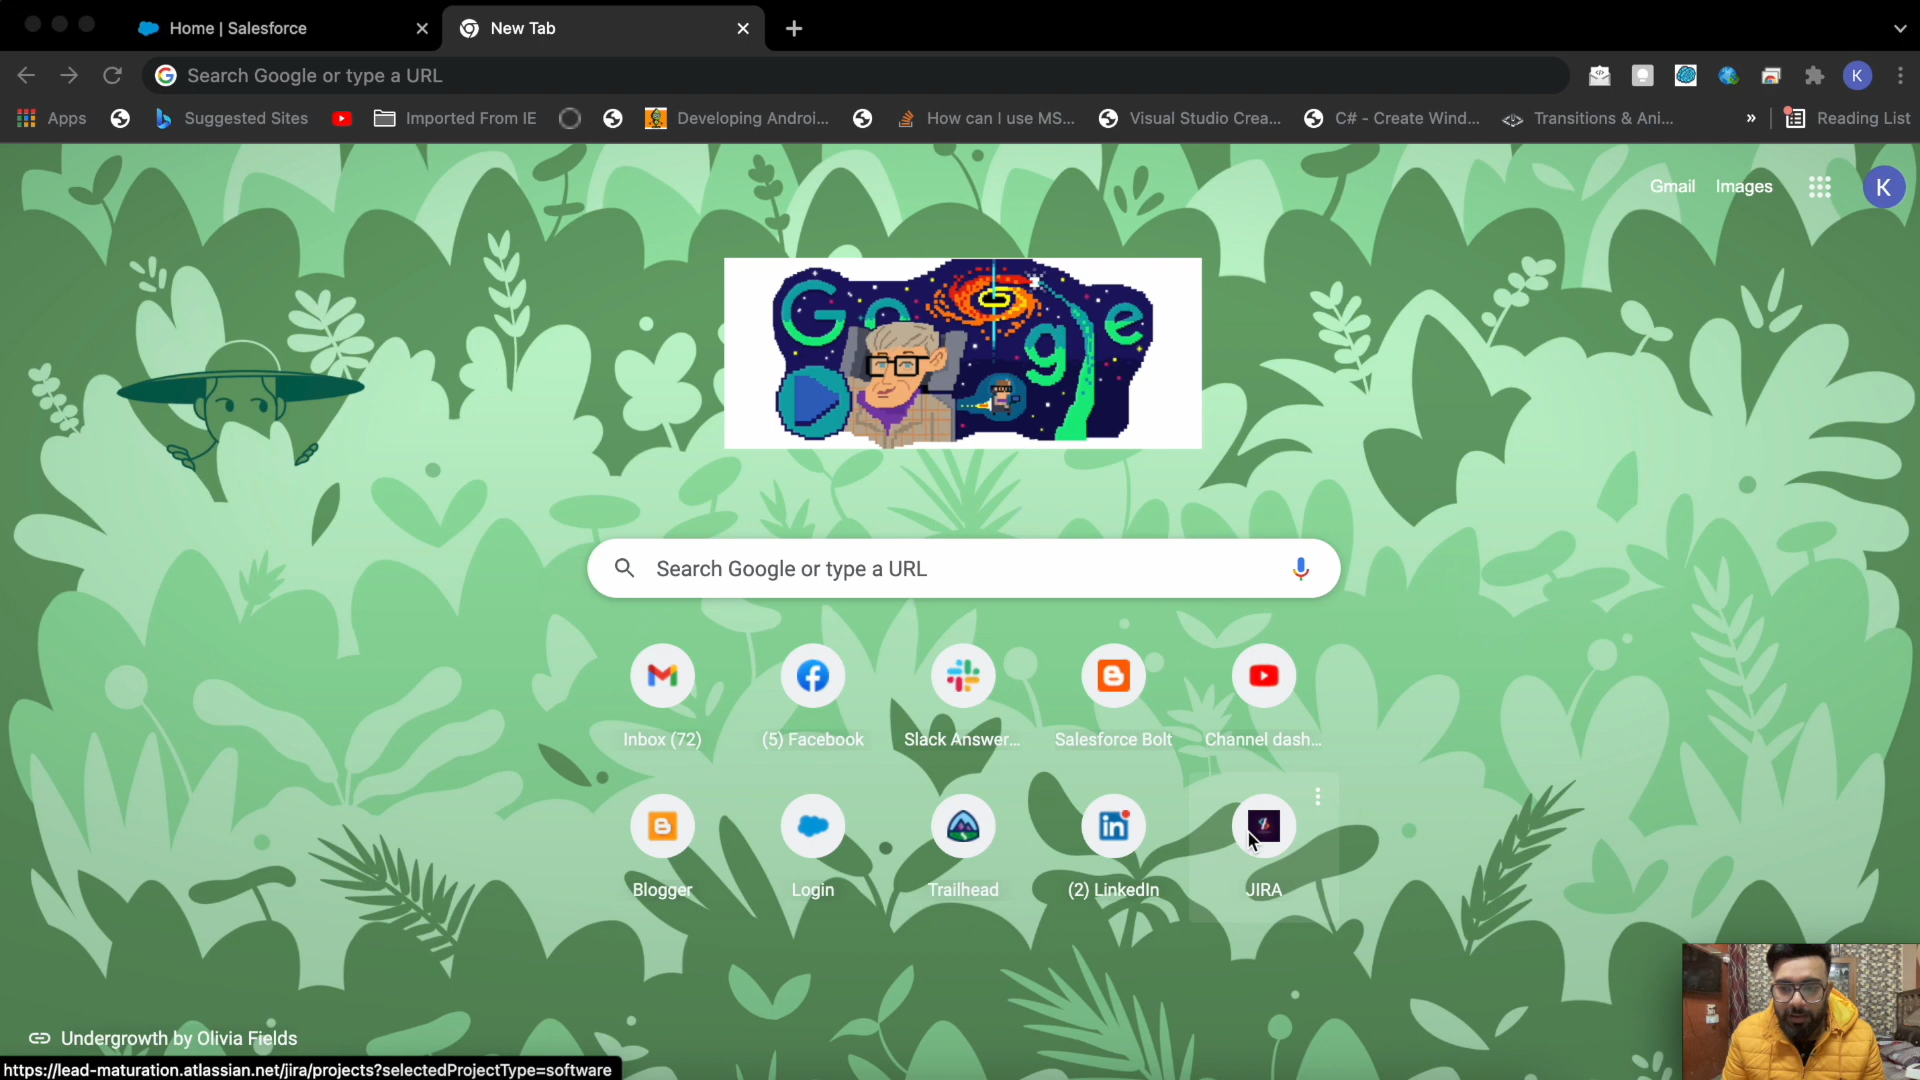 Home | Salesforce
New Tab
Search Google or type a URL
Apps
Suggested Sites
Imported From IE
Developing Androi...
How can I use MS...
Visual Studio Crea...
C# - Create Wind...
Transitions & Ani...
»
Reading List
K
Gmail
Images
K
Google
Search Google or type a URL
Inbox (72)
(5) Facebook
Slack Answer...
Salesforce Bolt
Channel dash...
Blogger
Login
Trailhead
(2) LinkedIn
JIRA
Undergrowth by Olivia Fields
https://lead-maturation.atlassian.net/jira/projects?selectedProjectType=software